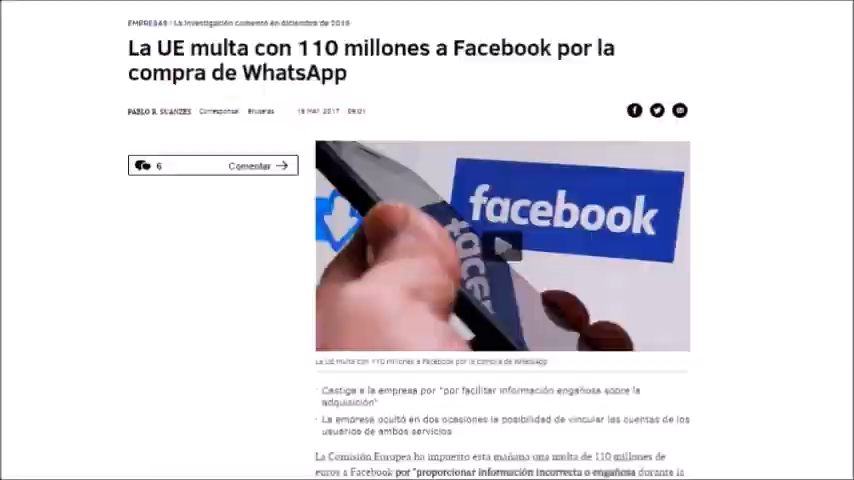 EMPRESAS / La investigación comenzó en diciembre de 2016
La UE multa con 110 millones a Facebook por la
compra de WhatsApp
PABLO R. SUANZES Corresponsal Bruselas 18 MAY. 2017 09:01
6 Comentar
facebook
face
La UE multa con 110 millones a Facebook por la compra de WhatsApp
Castiga a la empresa por "por facilitar información engañosa sobre la
adquisición"
La empresa ocultó en dos ocasiones la posibilidad de vincular las cuentas de los
usuarios de ambos servicios
La Comisión Europea ha impuesto esta mañana una multa de 110 millones de
euros a Facebook por "proporcionar información incorrecta o engañosa durante la